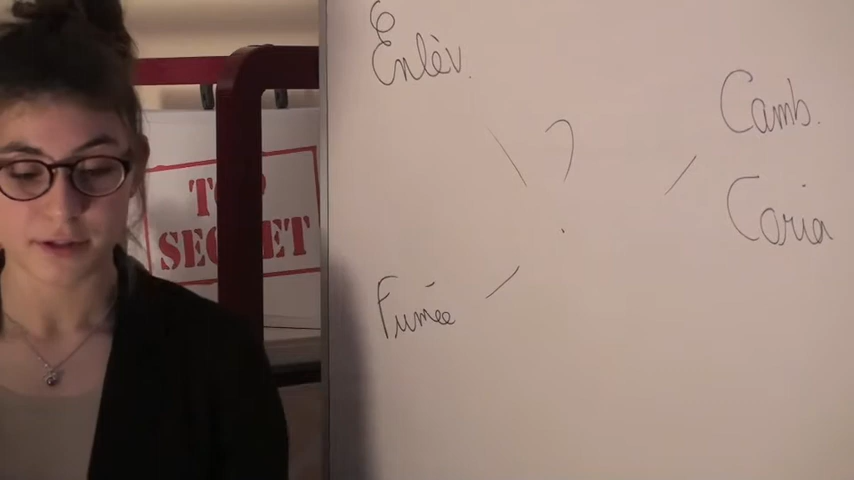 Enlèv.
?
Camb.
Coria
Fumée
TOP
SECRET